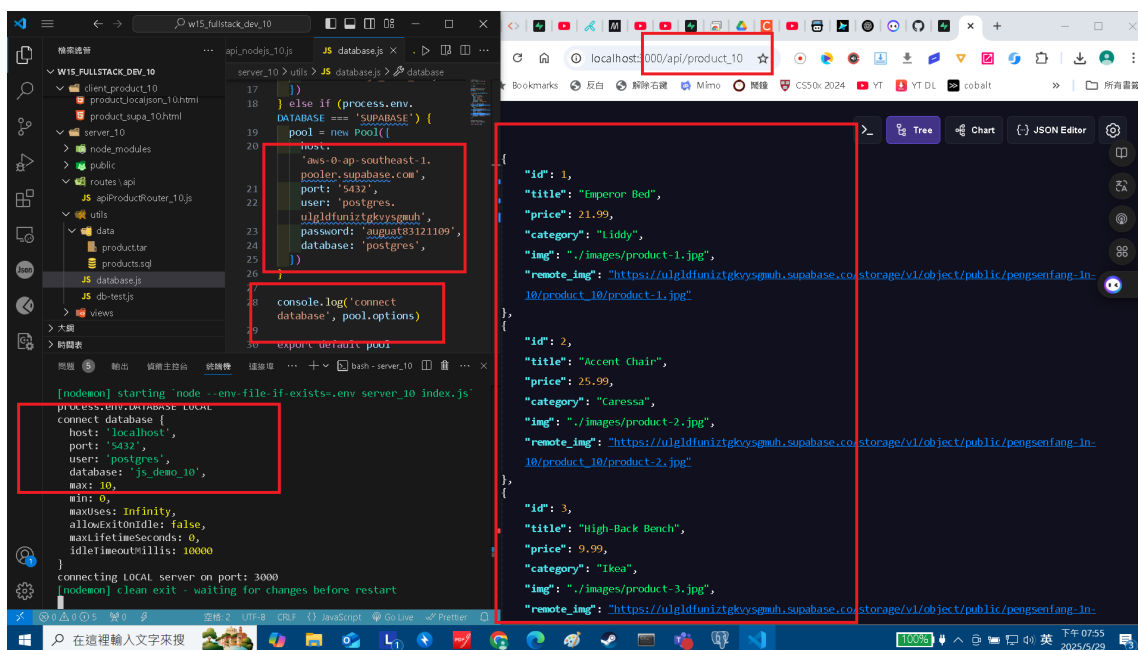 w15_fullstack_dev_10
檔案總管
W15_FULLSTACK_DEV_10
client_product_10
product_localjson_10.html
product_supa_10.html
server_10
node_modules
public
routes \ api
apiProductRouter_10.js
utils
data
product.tar
products.sql
database.js
db-test.js
views
大綱
時間表
api_nodejs_10.js
JS database.js
server_10 > utils > JS database.js > database
17 })
18 } else if (process.env.
DATABASE === 'SUPABASE') {
19 pool = new Pool({
20 host:
'aws-0-ap-southeast-1.
pooler.supabase.com',
21 port: '5432',
22 user: 'postgres.
ulgldfuniztgkvysgmuh',
23 password: 'auguat83121109',
24 database: 'postgres',
25 })
26 }
27
28 console.log('connect
database', pool.options)
29
30 export default pool
問題 5 輸出 偵錯主控台 終端機 連接埠 bash - server_10
[nodemon] starting `node --env-file-if-exists=.env server_10 index.js`
process.env.DATABASE LOCAL
connect database {
host: 'localhost',
port: '5432',
user: 'postgres',
database: 'js_demo_10',
max: 10,
min: 0,
maxUses: Infinity,
allowExitOnIdle: false,
maxLifetimeSeconds: 0,
idleTimeoutMillis: 10000
}
connecting LOCAL server on port: 3000
[nodemon] clean exit - waiting for changes before restart
0 0 5 0 空格: 2 UTF-8 CRLF {} JavaScript Go Live Prettier
localhost:3000/api/product_10
Bookmarks 反白 解除右鍵 Mimo 鬧鐘 CS50x 2024 YT YT DL cobalt » 所有書籤
Tree Chart JSON Editor
{
"id": 1,
"title": "Emperor Bed",
"price": 21.99,
"category": "Liddy",
"img": "./images/product-1.jpg",
"remote_img": "https://ulgldfuniztgkvysgmuh.supabase.co/storage/v1/object/public/pengsenfang-1n-
10/product_10/product-1.jpg"
},
{
"id": 2,
"title": "Accent Chair",
"price": 25.99,
"category": "Caressa",
"img": "./images/product-2.jpg",
"remote_img": "https://ulgldfuniztgkvysgmuh.supabase.co/storage/v1/object/public/pengsenfang-1n-
10/product_10/product-2.jpg"
},
{
"id": 3,
"title": "High-Back Bench",
"price": 9.99,
"category": "Ikea",
"img": "./images/product-3.jpg",
"remote_img": "https://ulgldfuniztgkvysgmuh.supabase.co/storage/v1/object/public/pengsenfang-1n-
在這裡輸入文字來搜
100% 英 下午 07:55
2025/5/29